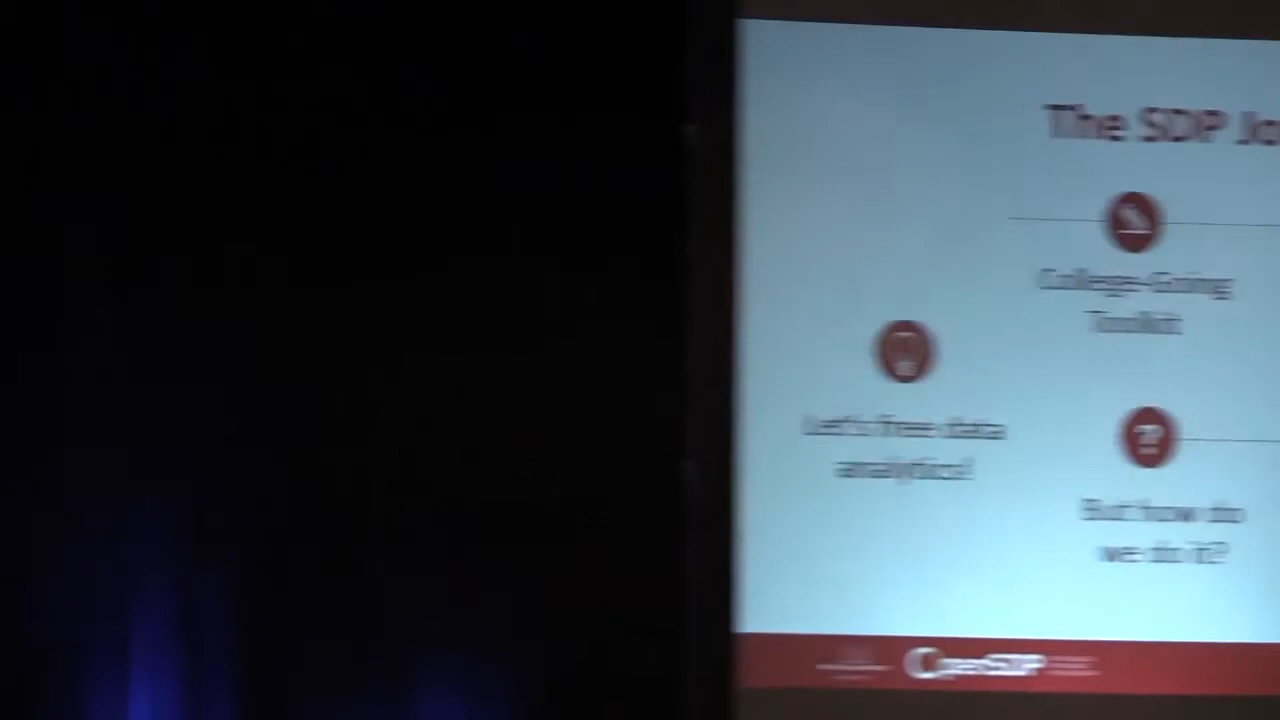 The SDP Jo
College-Going
Toolkit
Let's free data
analytics!
But how do
we do it?
OpenSDP